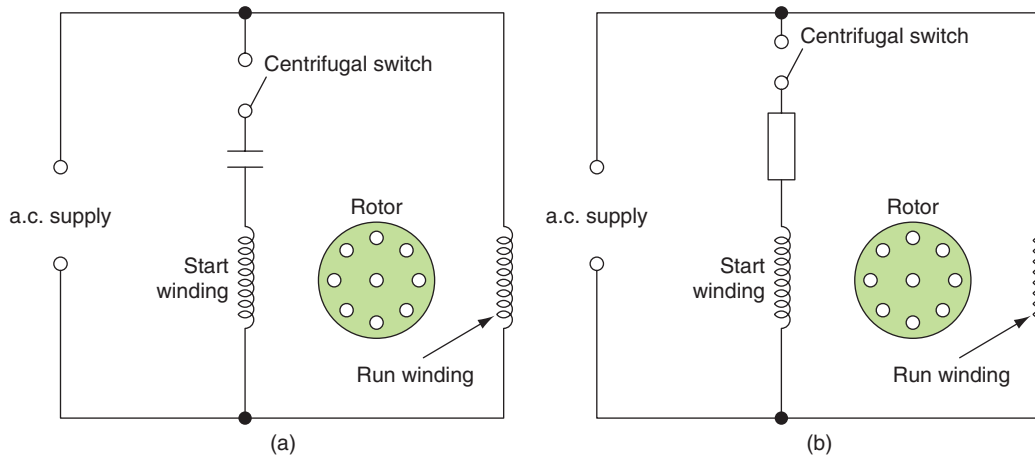 Centrifugal switch
a.c. supply
Rotor
Start
winding
Run winding
(a)
Centrifugal switch
a.c. supply
Rotor
Start
winding
Run winding
(b)